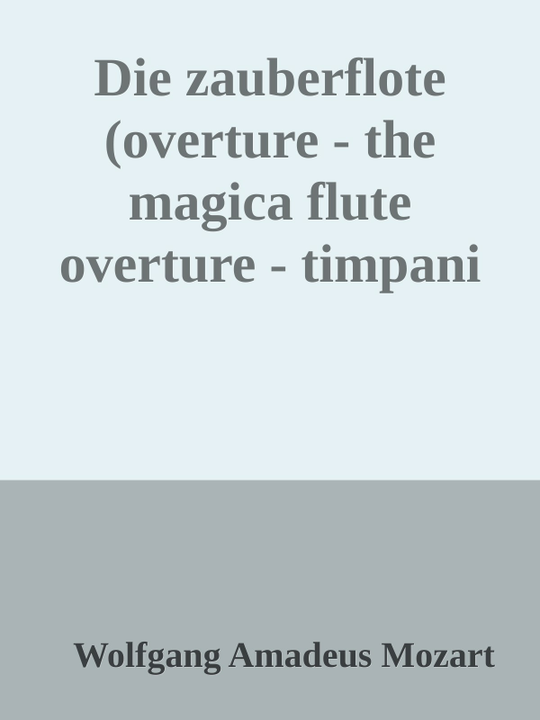 Die zauberflote
(overture - the
magica flute
overture - timpani
Wolfgang Amadeus Mozart